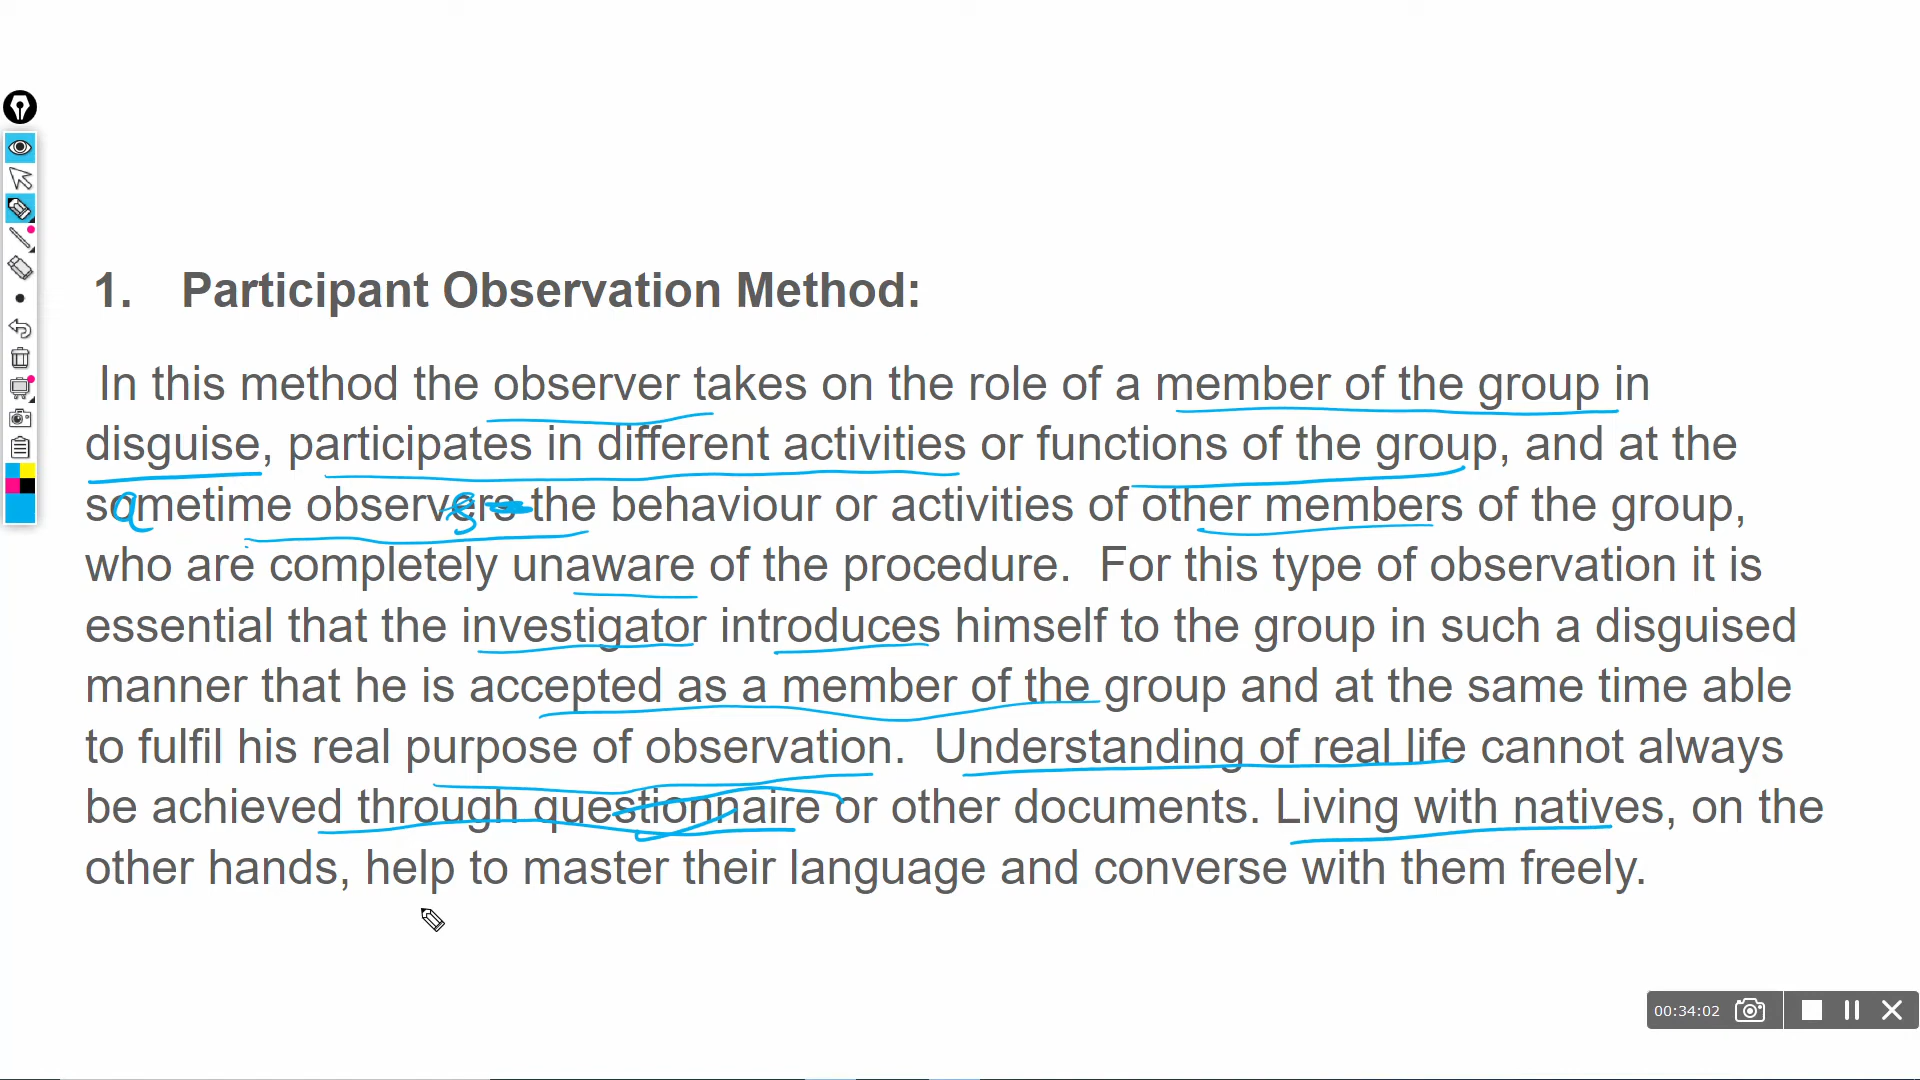 1. Participant Observation Method:
In this method the observer takes on the role of a member of the group in
disguise, participates in different activities or functions of the group, and at the
sometime observers the behaviour or activities of other members of the group,
who are completely unaware of the procedure. For this type of observation it is
essential that the investigator introduces himself to the group in such a disguised
manner that he is accepted as a member of the group and at the same time able
to fulfil his real purpose of observation. Understanding of real life cannot always
be achieved through questionnaire or other documents. Living with natives, on the
other hands, help to master their language and converse with them freely.
00:34:02